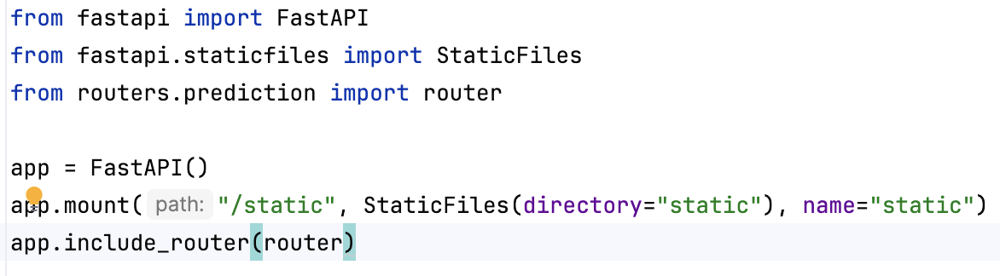 from fastapi import FastAPI
from fastapi.staticfiles import StaticFiles
from routers.prediction import router
app = FastAPI()
app.mount( path: "/static", StaticFiles(directory="static"), name="static")
app.include_router(router)